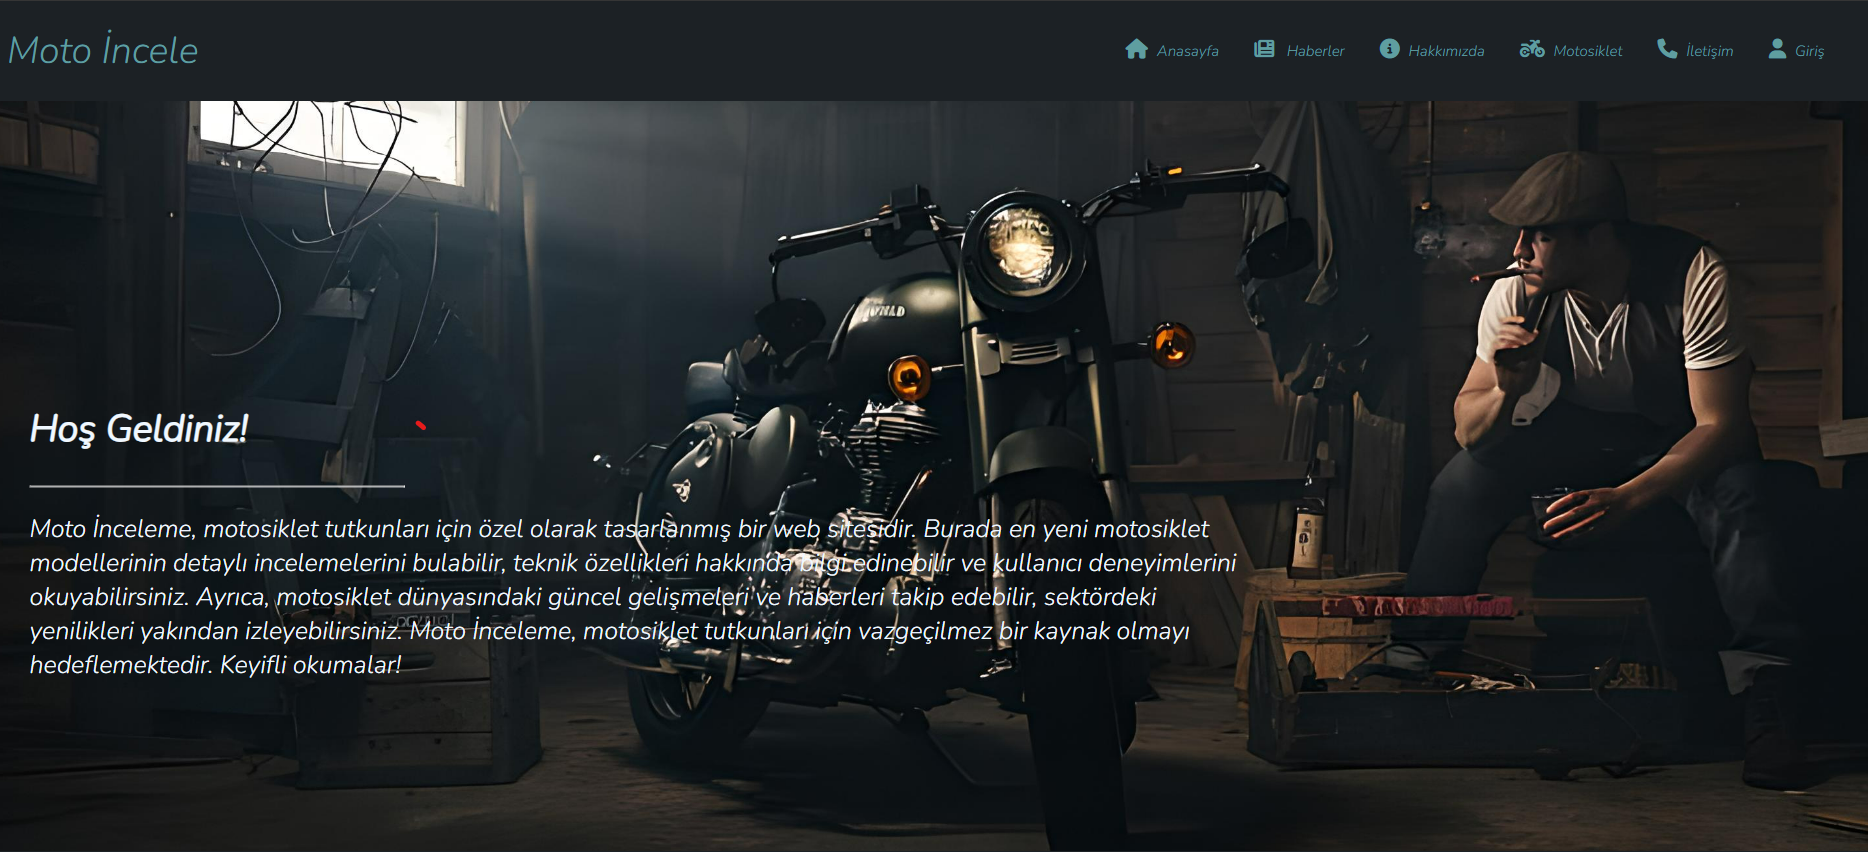 Moto İncele
Anasayfa
Haberler
Hakkımızda
Motosiklet
İletişim
Giriş
Hoş Geldiniz!
Moto İnceleme, motosiklet tutkunları için özel olarak tasarlanmış bir web sitesidir. Burada en yeni motosiklet
modellerinin detaylı incelemelerini bulabilir, teknik özellikleri hakkında bilgi edinebilir ve kullanıcı deneyimlerini
okuyabilirsiniz. Ayrıca, motosiklet dünyasındaki güncel gelişmeleri ve haberleri takip edebilir, sektördeki
yenilikleri yakından izleyebilirsiniz. Moto İnceleme, motosiklet tutkunları için vazgeçilmez bir kaynak olmayı
hedeflemektedir. Keyifli okumalar!